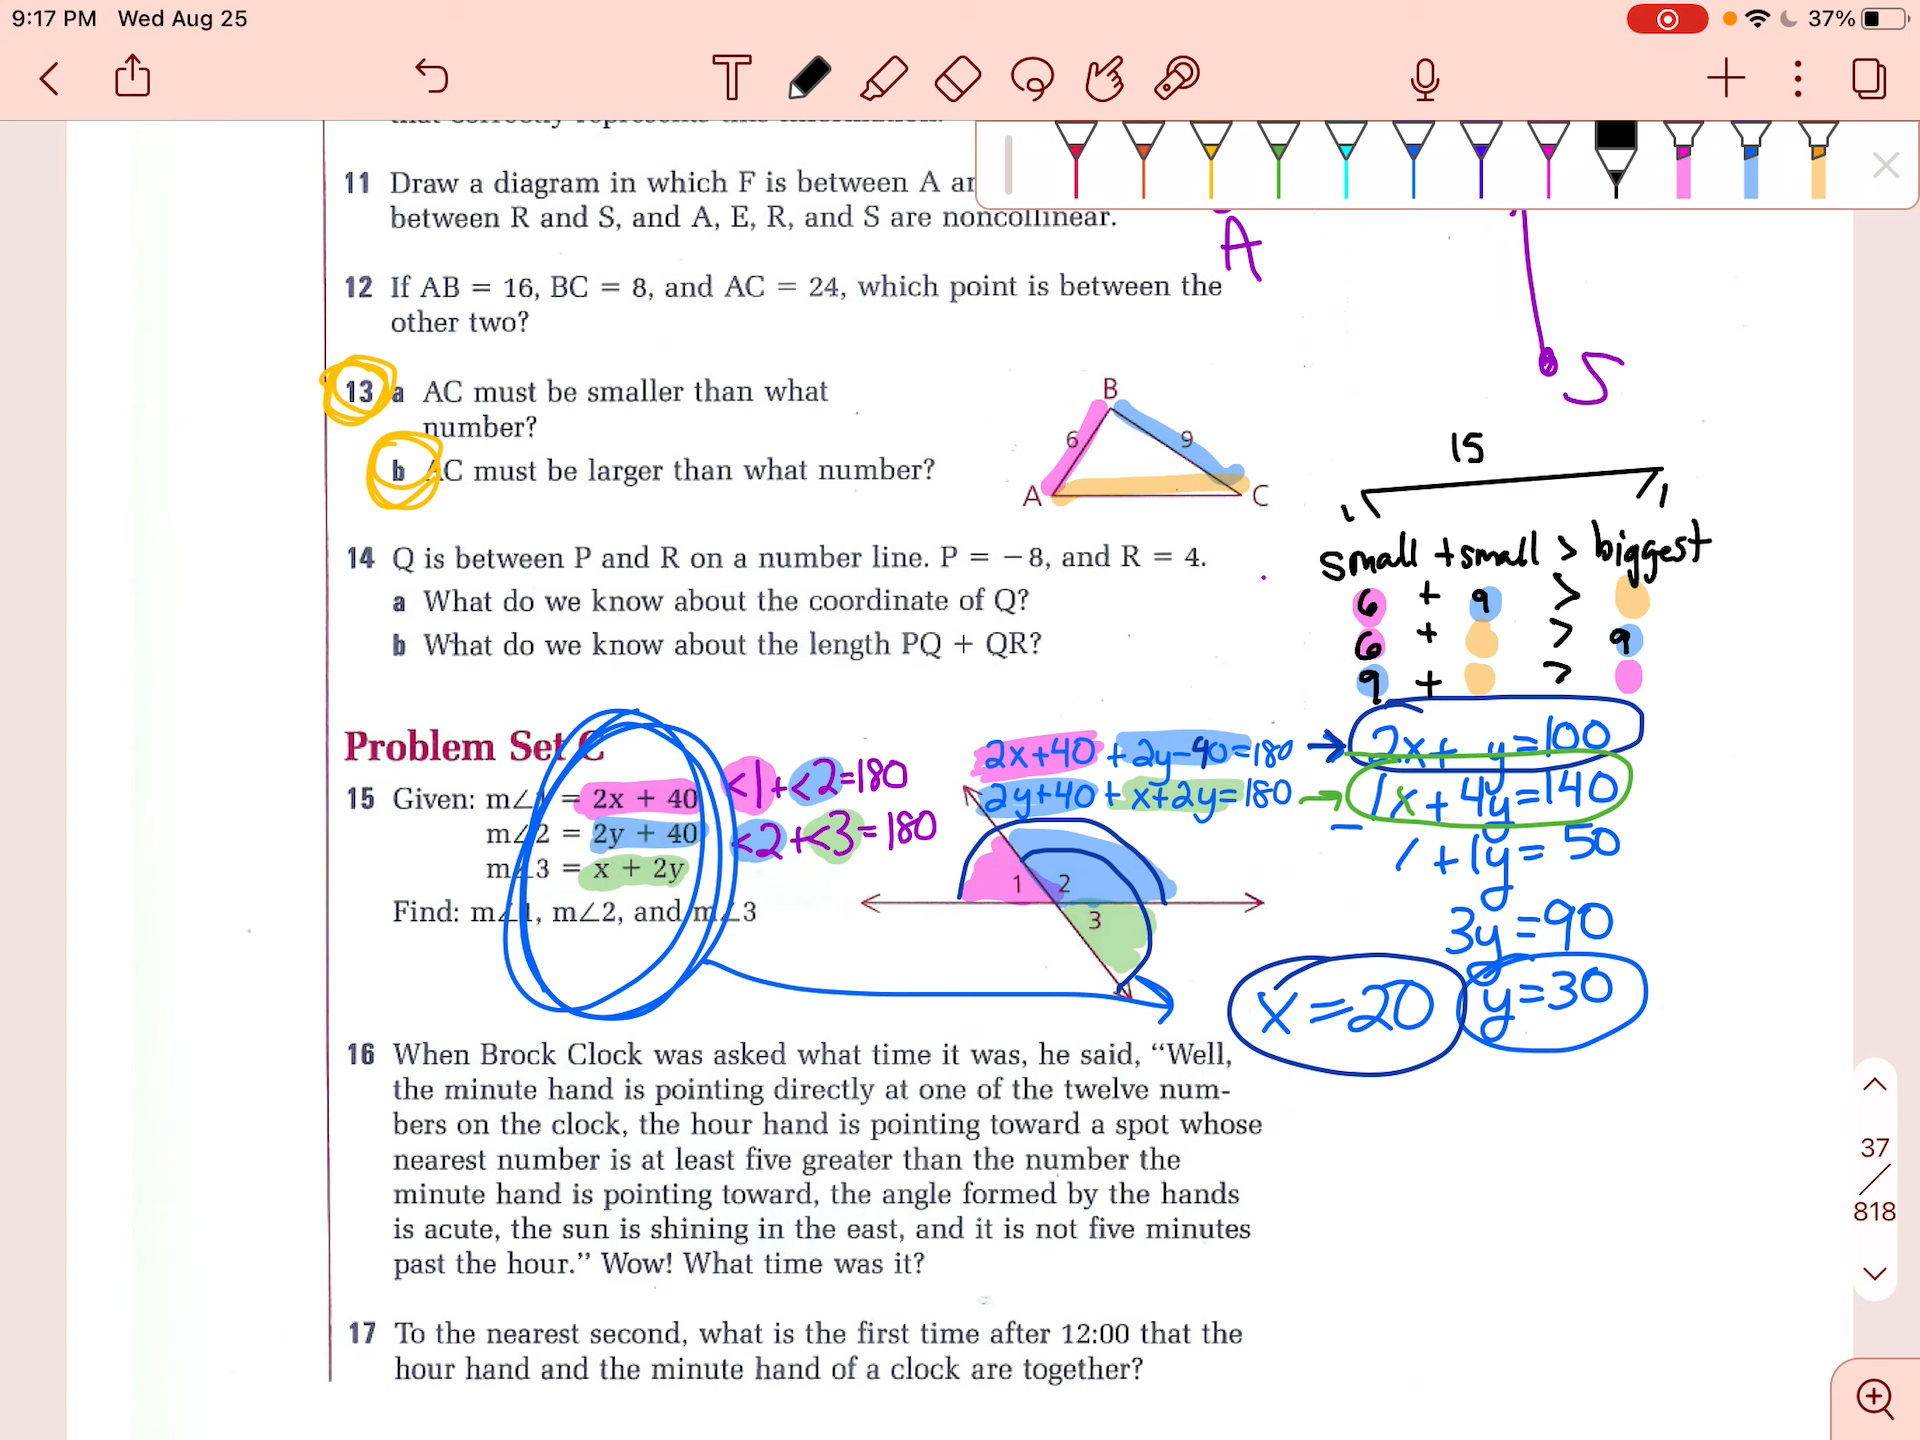 9:17 PM Wed Aug 25
37%
T
11 Draw a diagram in which F is between A
between R and S, and A, E, R, and S are noncollinear.
A
S
12 If AB = 16, BC = 8, and AC = 24, which point is between the
other two?
13 a AC must be smaller than what
number?
b AC must be larger than what number?
B
6
9
A
C
15
small + small > biggest
6 + 9 >
6 + > 9
9 + >
14 Q is between P and R on a number line. P = −8, and R = 4.
a What do we know about the coordinate of Q?
b What do we know about the length PQ + QR?
Problem Set C
15 Given: m∠1 = 2x + 40
m∠2 = 2y + 40
m∠3 = x + 2y
Find: m∠1, m∠2, and m∠3
<1+<2=180
<2+<3=180
2x+40+2y-90=180
2y+40+x+2y=180
1
2
3
2x+ y=100
1x+4y=140
3y=90
x=20
y=30
16 When Brock Clock was asked what time it was, he said, “Well,
the minute hand is pointing directly at one of the twelve num-
bers on the clock, the hour hand is pointing toward a spot whose
nearest number is at least five greater than the number the
minute hand is pointing toward, the angle formed by the hands
is acute, the sun is shining in the east, and it is not five minutes
past the hour.” Wow! What time was it?
17 To the nearest second, what is the first time after 12:00 that the
hour hand and the minute hand of a clock are together?
37
818